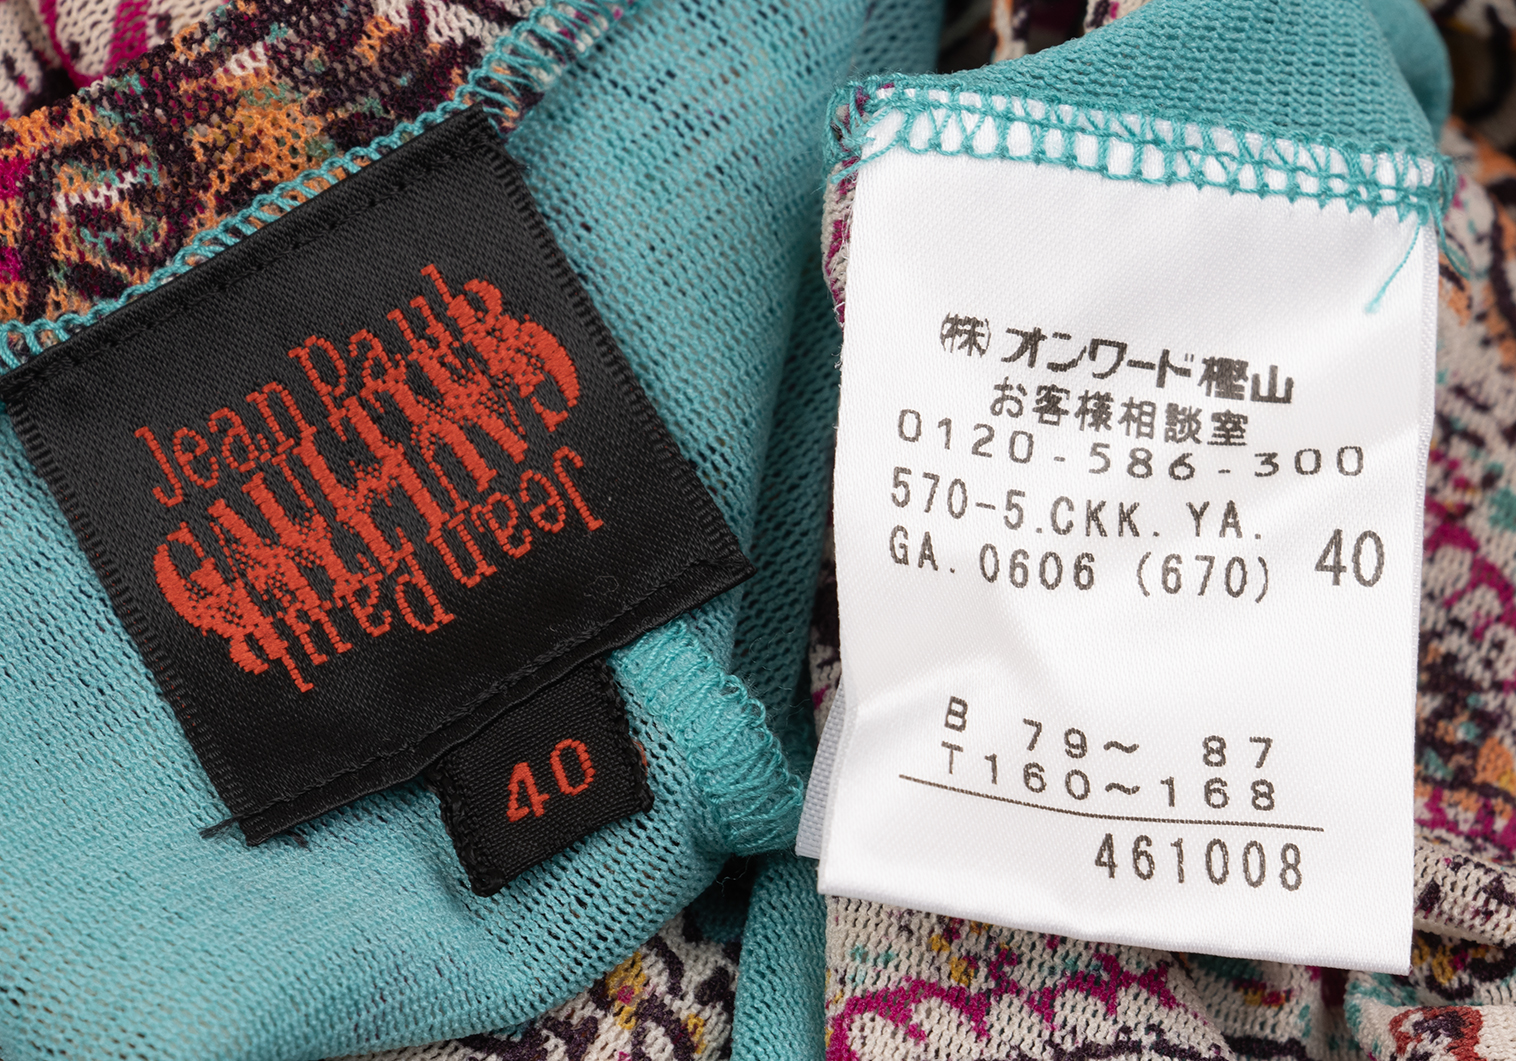 Jean Paul
GAULTIER
Jean Paul
40
㈱オンワード樫山
お客様相談室
0120-586-300
570-5.CKK.YA.
GA.0606(670) 40
B 79~ 87
T160~168
461008